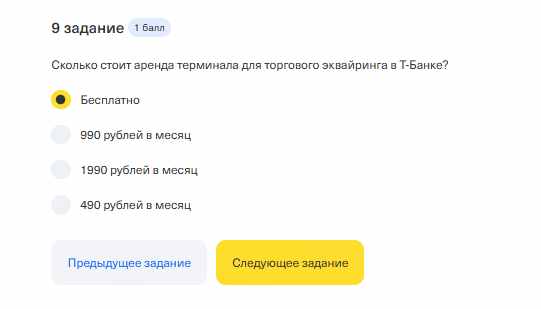 9 задание 1 балл
Сколько стоит аренда терминала для торгового эквайринга в Т-Банке?
Бесплатно
990 рублей в месяц
1990 рублей в месяц
490 рублей в месяц
Предыдущее задание Следующее задание